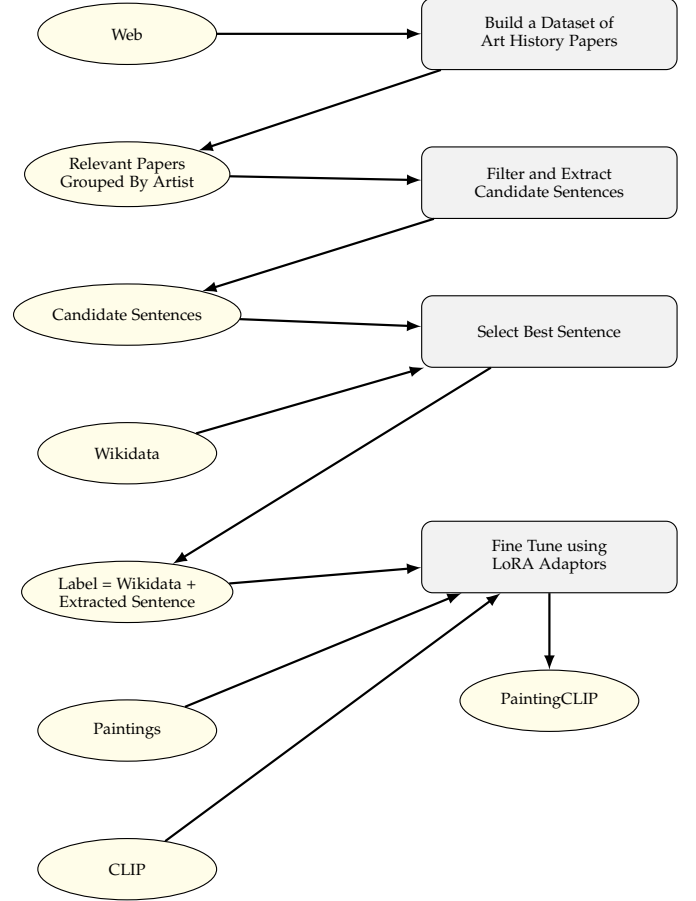 Web
Build a Dataset of
Art History Papers
Relevant Papers
Grouped By Artist
Filter and Extract
Candidate Sentences
Candidate Sentences
Select Best Sentence
Wikidata
Label = Wikidata +
Extracted Sentence
Fine Tune using
LoRA Adaptors
Paintings
PaintingCLIP
CLIP